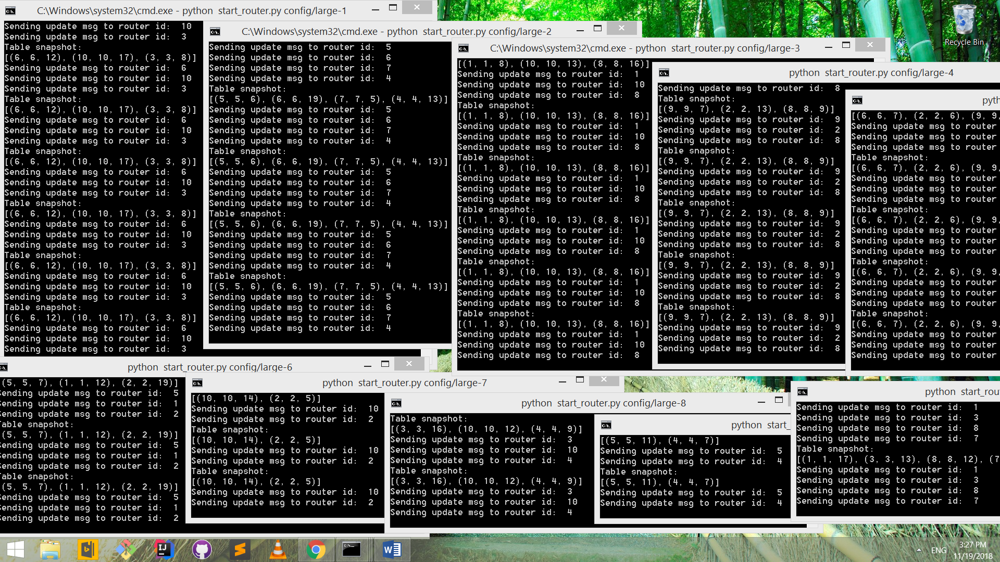 C:\Windows\system32\cmd.exe - python  start_router.py config/large-1
Sending update msg to router id:  10
Sending update msg to router id:  3
Table snapshot:
[(6, 6, 12), (10, 10, 17), (3, 3, 8)]
Sending update msg to router id:  6
Sending update msg to router id:  10
Sending update msg to router id:  3
Table snapshot:
[(6, 6, 12), (10, 10, 17), (3, 3, 8)]
Sending update msg to router id:  6
Sending update msg to router id:  10
Sending update msg to router id:  3
Table snapshot:
[(6, 6, 12), (10, 10, 17), (3, 3, 8)]
Sending update msg to router id:  6
Sending update msg to router id:  10
Sending update msg to router id:  3
Table snapshot:
[(6, 6, 12), (10, 10, 17), (3, 3, 8)]
Sending update msg to router id:  6
Sending update msg to router id:  10
Sending update msg to router id:  3
Table snapshot:
[(6, 6, 12), (10, 10, 17), (3, 3, 8)]
Sending update msg to router id:  6
Sending update msg to router id:  10
Sending update msg to router id:  3
Table snapshot:
[(6, 6, 12), (10, 10, 17), (3, 3, 8)]
Sending update msg to router id:  6
Sending update msg to router id:  10
Sending update msg to router id:  3
C:\Windows\system32\cmd.exe - python  start_router.py config/large-2
Sending update msg to router id:  5
Sending update msg to router id:  6
Sending update msg to router id:  7
Sending update msg to router id:  4
Table snapshot:
[(5, 5, 6), (6, 6, 19), (7, 7, 5), (4, 4, 13)]
Sending update msg to router id:  5
Sending update msg to router id:  6
Sending update msg to router id:  7
Sending update msg to router id:  4
Table snapshot:
[(5, 5, 6), (6, 6, 19), (7, 7, 5), (4, 4, 13)]
Sending update msg to router id:  5
Sending update msg to router id:  6
Sending update msg to router id:  7
Sending update msg to router id:  4
Table snapshot:
[(5, 5, 6), (6, 6, 19), (7, 7, 5), (4, 4, 13)]
Sending update msg to router id:  5
Sending update msg to router id:  6
Sending update msg to router id:  7
Sending update msg to router id:  4
Table snapshot:
[(5, 5, 6), (6, 6, 19), (7, 7, 5), (4, 4, 13)]
Sending update msg to router id:  5
Sending update msg to router id:  6
Sending update msg to router id:  7
Sending update msg to router id:  4
C:\Windows\system32\cmd.exe - python  start_router.py config/large-3
[(1, 1, 8), (10, 10, 13), (8, 8, 16)]
Sending update msg to router id:  1
Sending update msg to router id:  10
Sending update msg to router id:  8
Table snapshot:
[(1, 1, 8), (10, 10, 13), (8, 8, 16)]
Sending update msg to router id:  1
Sending update msg to router id:  10
Sending update msg to router id:  8
Table snapshot:
[(1, 1, 8), (10, 10, 13), (8, 8, 16)]
Sending update msg to router id:  1
Sending update msg to router id:  10
Sending update msg to router id:  8
Table snapshot:
[(1, 1, 8), (10, 10, 13), (8, 8, 16)]
Sending update msg to router id:  1
Sending update msg to router id:  10
Sending update msg to router id:  8
Table snapshot:
[(1, 1, 8), (10, 10, 13), (8, 8, 16)]
Sending update msg to router id:  1
Sending update msg to router id:  10
Sending update msg to router id:  8
Table snapshot:
[(1, 1, 8), (10, 10, 13), (8, 8, 16)]
Sending update msg to router id:  1
Sending update msg to router id:  10
Sending update msg to router id:  8
python  start_router.py config/large-4
Sending update msg to router id:  8
Table snapshot:
[(9, 9, 7), (2, 2, 13), (8, 8, 9)]
Sending update msg to router id:  9
Sending update msg to router id:  2
Sending update msg to router id:  8
Table snapshot:
[(9, 9, 7), (2, 2, 13), (8, 8, 9)]
Sending update msg to router id:  9
Sending update msg to router id:  2
Sending update msg to router id:  8
Table snapshot:
[(9, 9, 7), (2, 2, 13), (8, 8, 9)]
Sending update msg to router id:  9
Sending update msg to router id:  2
Sending update msg to router id:  8
Table snapshot:
[(9, 9, 7), (2, 2, 13), (8, 8, 9)]
Sending update msg to router id:  9
Sending update msg to router id:  2
Sending update msg to router id:  8
Table snapshot:
[(9, 9, 7), (2, 2, 13), (8, 8, 9)]
Sending update msg to router id:  9
Sending update msg to router id:  2
Sending update msg to router id:  8
pyth
[(6, 6, 7), (2, 2, 6), (9, 9,
Sending update msg to router
Sending update msg to router
Sending update msg to router
Table snapshot:
[(6, 6, 7), (2, 2, 6), (9, 9,
Sending update msg to router
Sending update msg to router
Sending update msg to router
Table snapshot:
[(6, 6, 7), (2, 2, 6), (9, 9,
Sending update msg to router
Sending update msg to router
Sending update msg to router
Table snapshot:
[(6, 6, 7), (2, 2, 6), (9, 9,
Sending update msg to router
Sending update msg to router
Sending update msg to router
Table snapshot:
[(6, 6, 7), (2, 2, 6), (9, 9,
Sending update msg to router
Sending update msg to router
Sending update msg to router
Recycle Bin
python  start_router.py config/large-6
(5, 5, 7), (1, 1, 12), (2, 2, 19)]
Sending update msg to router id:  5
Sending update msg to router id:  1
Sending update msg to router id:  2
Table snapshot:
(5, 5, 7), (1, 1, 12), (2, 2, 19)]
Sending update msg to router id:  5
Sending update msg to router id:  1
Sending update msg to router id:  2
Table snapshot:
(5, 5, 7), (1, 1, 12), (2, 2, 19)]
Sending update msg to router id:  5
Sending update msg to router id:  1
Sending update msg to router id:  2
python  start_router.py config/large-7
[(10, 10, 14), (2, 2, 5)]
Sending update msg to router id:  10
Sending update msg to router id:  2
Table snapshot:
[(10, 10, 14), (2, 2, 5)]
Sending update msg to router id:  10
Sending update msg to router id:  2
Table snapshot:
[(10, 10, 14), (2, 2, 5)]
Sending update msg to router id:  10
Sending update msg to router id:  2
python  start_router.py config/large-8
Table snapshot:
[(3, 3, 16), (10, 10, 12), (4, 4, 9)]
Sending update msg to router id:  3
Sending update msg to router id:  10
Sending update msg to router id:  4
Table snapshot:
[(3, 3, 16), (10, 10, 12), (4, 4, 9)]
Sending update msg to router id:  3
Sending update msg to router id:  10
Sending update msg to router id:  4
python  start_
[(5, 5, 11), (4, 4, 7)]
Sending update msg to router id:  5
Sending update msg to router id:  4
Table snapshot:
[(5, 5, 11), (4, 4, 7)]
Sending update msg to router id:  5
Sending update msg to router id:  4
python  start_rou
Sending update msg to router id:  1
Sending update msg to router id:  3
Sending update msg to router id:  8
Sending update msg to router id:  7
Table snapshot:
[(1, 1, 17), (3, 3, 13), (8, 8, 12), (7
Sending update msg to router id:  1
Sending update msg to router id:  3
Sending update msg to router id:  8
Sending update msg to router id:  7
ENG
3:27 PM
11/19/2018